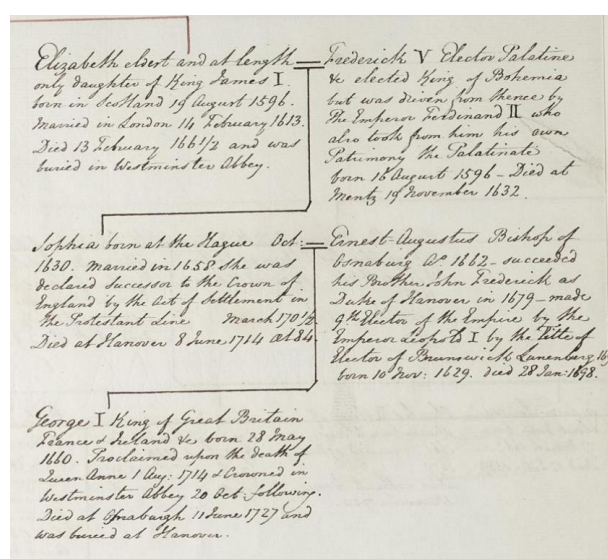 Elizabeth eldest and at length
only daughter of King James I.
born in Scotland 19 August 1596.
Married in London 14 February 1613.
Died 13 February 166 1/2 and was
buried in Westminster Abbey.
Frederick V Elector Palatine
& elected King of Bohemia
but was driven from thence by
The Emperor Ferdinand II who
also took from him his own
Patrimony the Palatinate
born 16 August 1596 - Died at
Mentz 19 November 1632.
Sophia born at the Hague Oct:
1630. Married in 1658 She was
declared successor to the Crown of
England by the Act of Settlement in
the Protestant Line March 170 1/2
Died at Hanover 8 June 1714 at 84.
Ernest-Augustus Bishop of
Osnaburg Ao. 1662 - succeeded
his Brother John Frederick as
Duke of Hanover in 1679 - made
9th Elector of the Empire by the
Emperor Leopold I by the Title of
Elector of Brunswick Lunenburg
born 10 Nov: 1629. died 28 Jan: 1698.
George I King of Great Britain
France & Ireland &c born 28 May
1660. Proclaimed upon the death of
Queen Anne 1 Aug: 1714 & Crowned in
Westminster Abbey 20 Oct: following.
Died at Osnaburgh 11 June 1727 and
was buried at Hanover.